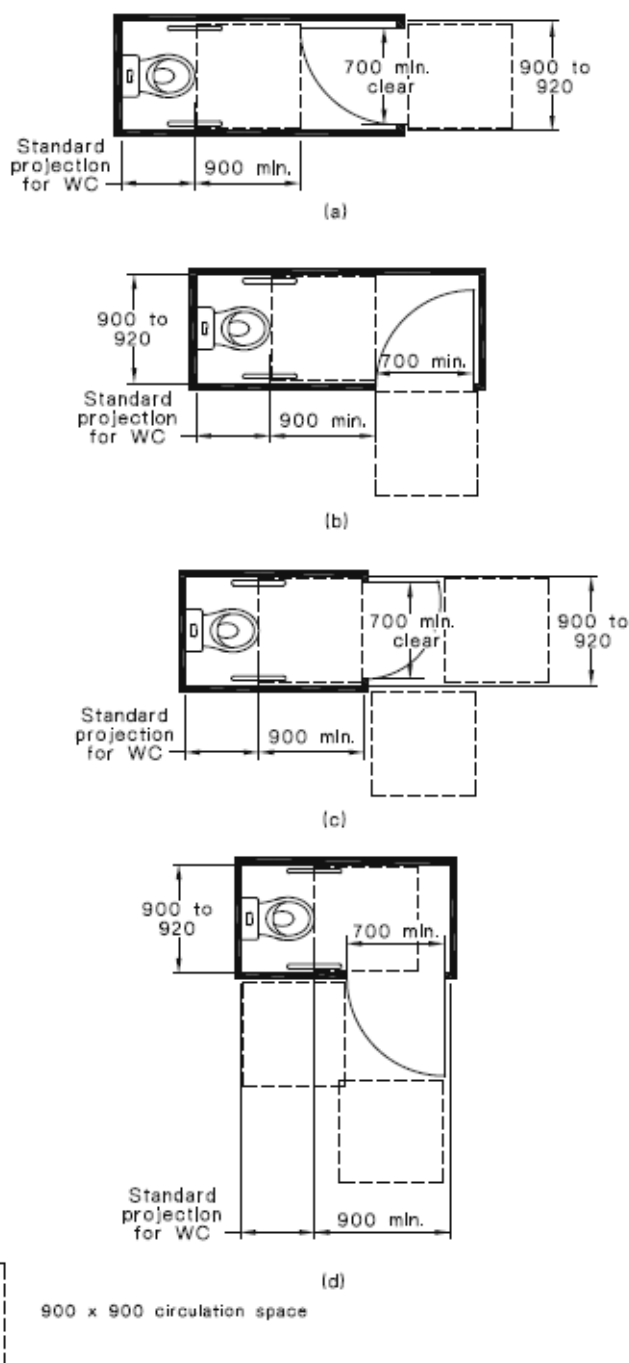 700 min.
clear
900 to
920
Standard
projection
for WC
900 min.
(a)
900 to
920
700 min.
Standard
projection
for WC
900 min.
(b)
700 min.
clear
900 to
920
Standard
projection
for WC
900 min.
(c)
900 to
920
700 min.
Standard
projection
for WC
900 min.
(d)
900 x 900 circulation space